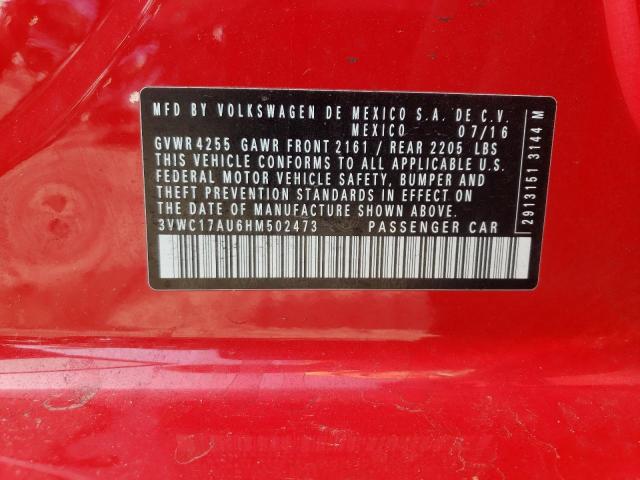 MFD BY VOLKSWAGEN DE MEXICO S.A. DE C.V.
MEXICO 07/16
GVWR 4255 GAWR FRONT 2161 / REAR 2205 LBS
THIS VEHICLE CONFORMS TO ALL APPLICABLE U.S.
FEDERAL MOTOR VEHICLE SAFETY, BUMPER AND
THEFT PREVENTION STANDARDS IN EFFECT ON
THE DATE OF MANUFACTURE SHOWN ABOVE.
3VWC17AU6HM502473 PASSENGER CAR
2913151 3144 M